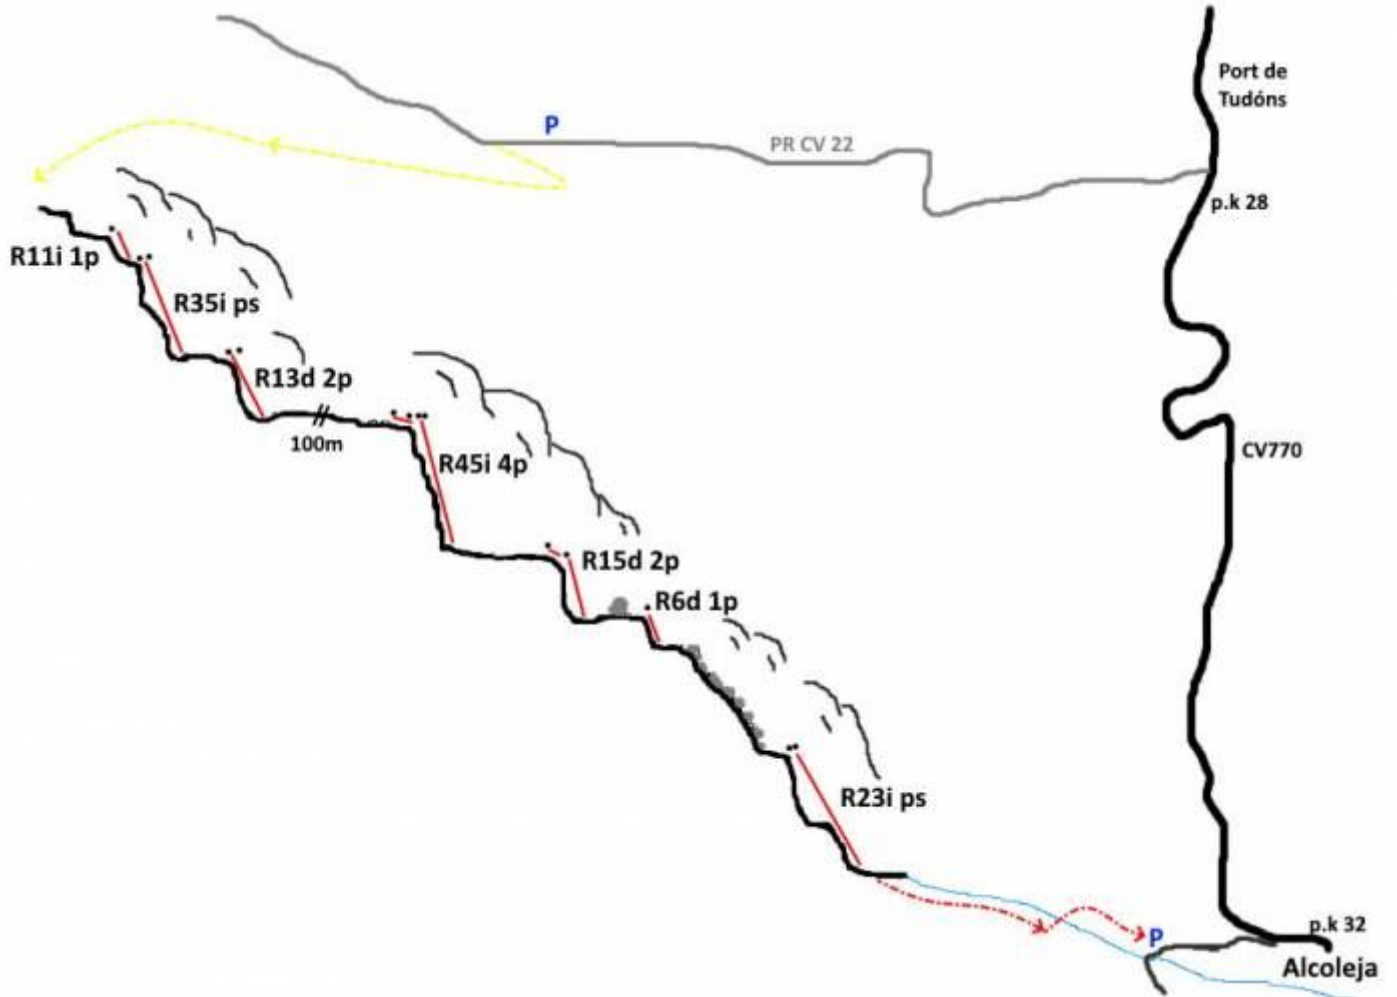 Port de
Tudóns
P
PR CV 22
p.k 28
R11i 1p
R35i ps
R13d 2p
100m
CV770
R45i 4p
R15d 2p
R6d 1p
R23i ps
p.k 32
P
Alcoleja